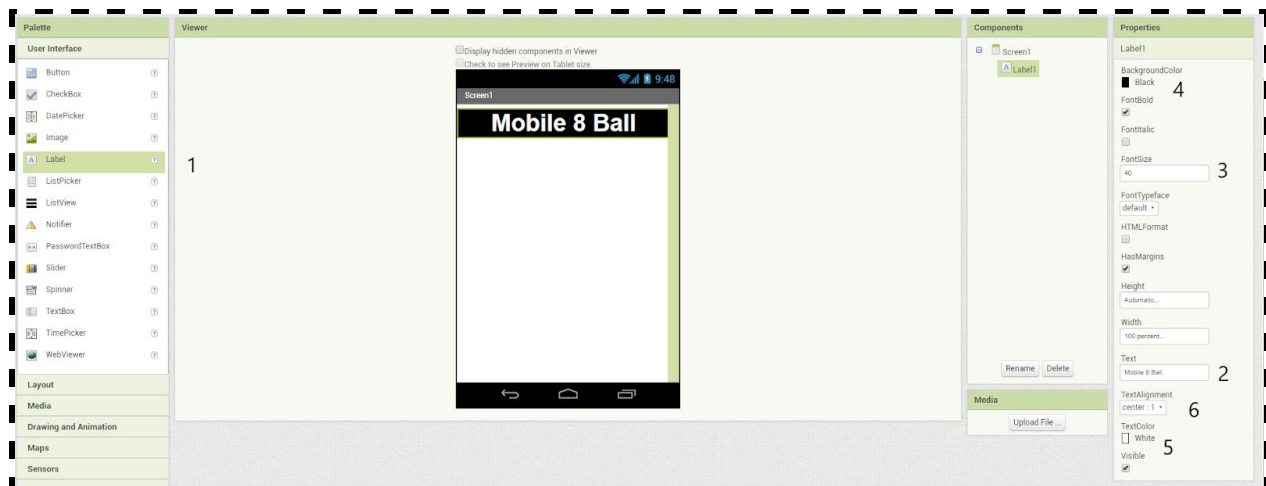 Palette
User Interface
Button
CheckBox
DatePicker
Image
Label
ListPicker
ListView
Notifier
PasswordTextBox
Slider
Spinner
TextBox
TimePicker
WebViewer
Layout
Media
Drawing and Animation
Maps
Sensors
1
Viewer
Display hidden components in Viewer
Check to see Preview on Tablet size.
9:48
Screen1
Mobile 8 Ball
Components
Screen1
Label1
Rename Delete
Media
Upload File ...
Properties
Label1
BackgroundColor
Black
4
FontBold
FontItalic
FontSize
40
3
FontTypeface
default
HTMLFormat
HasMargins
Height
Automatic...
Width
100 percent...
Text
Mobile 8 Ball
2
TextAlignment
center : 1
6
TextColor
White
5
Visible